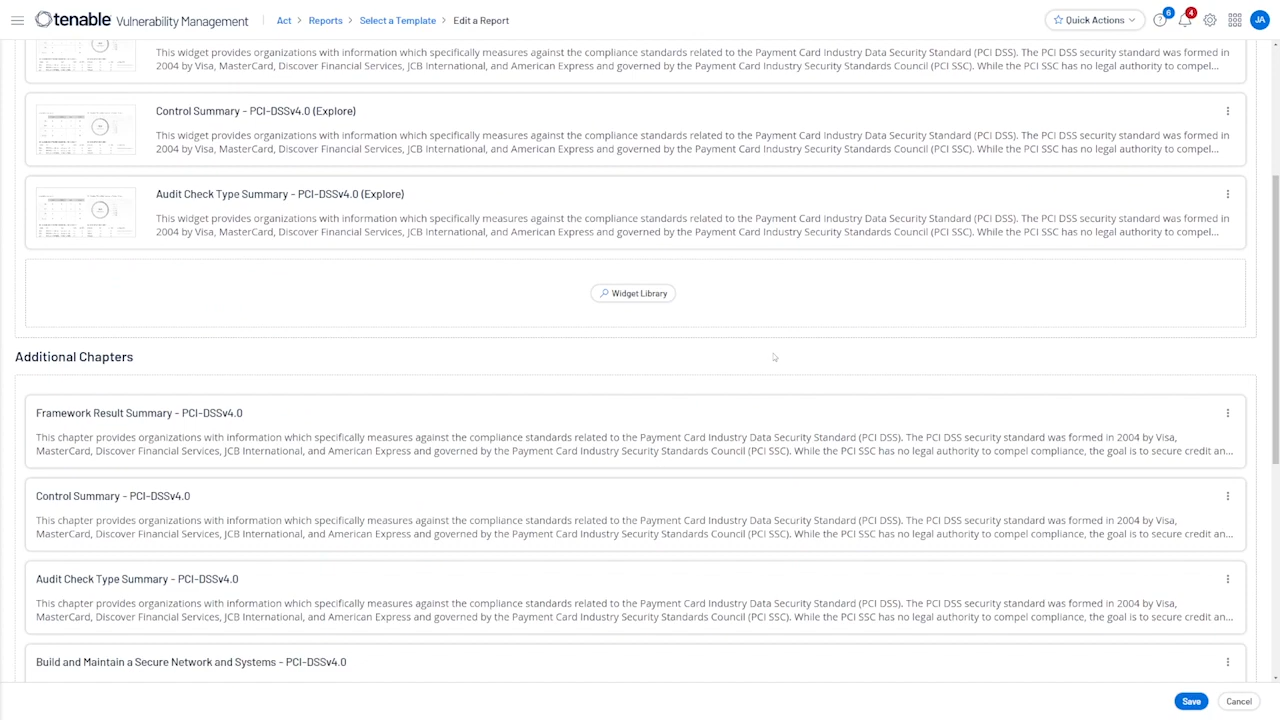 tenable Vulnerability Management Act > Reports > Select a Template > Edit a Report Quick Actions 6 4 JA
This widget provides organizations with information which specifically measures against the compliance standards related to the Payment Card Industry Data Security Standard (PCI DSS). The PCI DSS security standard was formed in
2004 by Visa, MasterCard, Discover Financial Services, JCB International, and American Express and governed by the Payment Card Industry Security Standards Council (PCI SSC). While the PCI SSC has no legal authority to compel...
Control Summary - PCI-DSSv4.0 (Explore)
This widget provides organizations with information which specifically measures against the compliance standards related to the Payment Card Industry Data Security Standard (PCI DSS). The PCI DSS security standard was formed in
2004 by Visa, MasterCard, Discover Financial Services, JCB International, and American Express and governed by the Payment Card Industry Security Standards Council (PCI SSC). While the PCI SSC has no legal authority to compel...
Audit Check Type Summary - PCI-DSSv4.0 (Explore)
This widget provides organizations with information which specifically measures against the compliance standards related to the Payment Card Industry Data Security Standard (PCI DSS). The PCI DSS security standard was formed in
2004 by Visa, MasterCard, Discover Financial Services, JCB International, and American Express and governed by the Payment Card Industry Security Standards Council (PCI SSC). While the PCI SSC has no legal authority to compel...
Widget Library
Additional Chapters
Framework Result Summary - PCI-DSSv4.0
This chapter provides organizations with information which specifically measures against the compliance standards related to the Payment Card Industry Data Security Standard (PCI DSS). The PCI DSS security standard was formed in 2004 by Visa,
MasterCard, Discover Financial Services, JCB International, and American Express and governed by the Payment Card Industry Security Standards Council (PCI SSC). While the PCI SSC has no legal authority to compel compliance, the goal is to secure credit an...
Control Summary - PCI-DSSv4.0
This chapter provides organizations with information which specifically measures against the compliance standards related to the Payment Card Industry Data Security Standard (PCI DSS). The PCI DSS security standard was formed in 2004 by Visa,
MasterCard, Discover Financial Services, JCB International, and American Express and governed by the Payment Card Industry Security Standards Council (PCI SSC). While the PCI SSC has no legal authority to compel compliance, the goal is to secure credit an...
Audit Check Type Summary - PCI-DSSv4.0
This chapter provides organizations with information which specifically measures against the compliance standards related to the Payment Card Industry Data Security Standard (PCI DSS). The PCI DSS security standard was formed in 2004 by Visa,
MasterCard, Discover Financial Services, JCB International, and American Express and governed by the Payment Card Industry Security Standards Council (PCI SSC). While the PCI SSC has no legal authority to compel compliance, the goal is to secure credit an...
Build and Maintain a Secure Network and Systems - PCI-DSSv4.0
Save Cancel